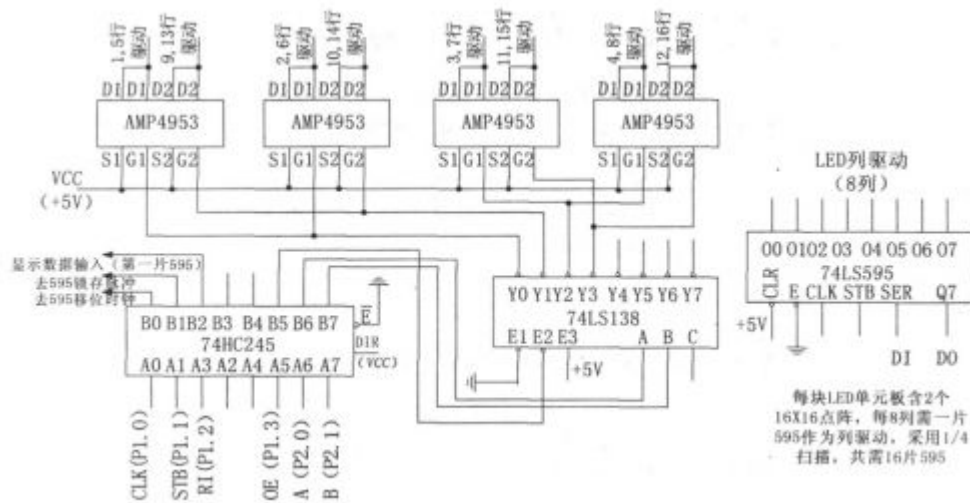 1,5行
驱动
9,13行
驱动
2,6行
驱动
10,14行
驱动
3,7行
驱动
11,15行
驱动
4,8行
驱动
12,16行
驱动
D1 D1 D2 D2
D1 D1 D2 D2
D1 D1 D2 D2
D1 D1 D2 D2
AMP4953
AMP4953
AMP4953
AMP4953
S1 G1 S2 G2
S1 G1 S2 G2
S1 G1 S2 G2
S1 G1 S2 G2
VCC
(+5V)
显示数据输入(第一片595)
去595锁存脉冲
去595移位时钟
B0 B1 B2 B3 B4 B5 B6 B7
E
74HC245
DIR
(VCC)
A0 A1 A3 A2 A4 A5 A6 A7
CLK(P1.0)
STB(P1.1)
RI(P1.2)
OE (P1.3)
A (P2.0)
B (P2.1)
Y0 Y1 Y2 Y3 Y4 Y5 Y6 Y7
74LS138
E1 E2 E3 A B C
+5V
LED列驱动
(8列)
O0 O1 O2 O3 O4 O5 O6 O7
74LS595
CLR E CLK STB SER Q7
+5V
DI DO
每块LED单元板含2个
16X16点阵，每8列需一片
595作为列驱动，采用1/4
扫描，共需16片595